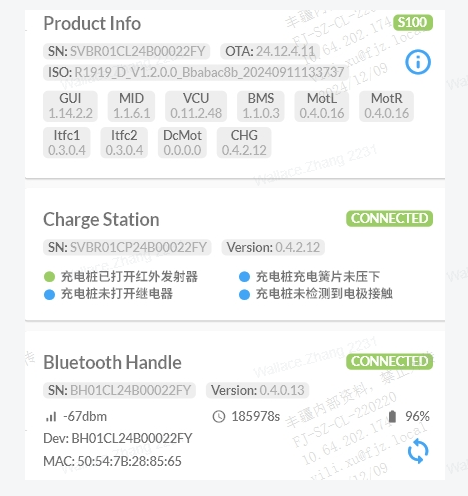 Product Info
S100
SN: SVBR01CL24B00022FY OTA: 24.12.4.11
ISO: R1919_D_V1.2.0.0_Bbabac8b_20240911133737
GUI MID VCU BMS MotL MotR
1.14.2.2 1.1.6.1 0.11.2.48 1.1.0.3 0.4.0.16 0.4.0.16
Itfc1 Itfc2 DcMot CHG
0.3.0.4 0.3.0.4 0.0.0.0 0.4.2.12
Wallace.Zhang 2231
Charge Station
CONNECTED
SN: SVBR01CP24B00022FY Version: 0.4.2.12
充电桩已打开红外发射器 充电桩充电簧片未压下
充电桩未打开继电器 充电桩未检测到电极接触
Wallace.Zhang 2231
Bluetooth Handle
CONNECTED
SN: BH01CL24B00022FY Version: 0.4.0.13
-67dbm 185978s 96%
Dev: BH01CL24B00022FY
MAC: 50:54:7B:28:85:65
丰疆内部资料,禁止
FJ-SZ-CL-220220
10.64.202.174